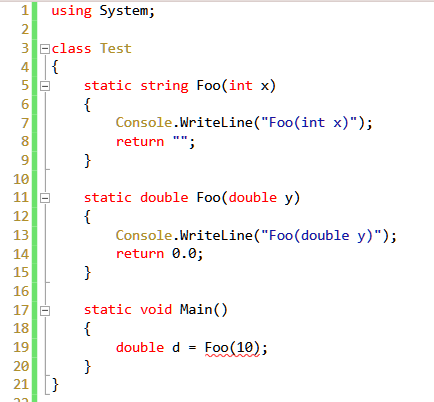 1 using System;
2
3 class Test
4 {
5 static string Foo(int x)
6 {
7 Console.WriteLine("Foo(int x)");
8 return "";
9 }
10
11 static double Foo(double y)
12 {
13 Console.WriteLine("Foo(double y)");
14 return 0.0;
15 }
16
17 static void Main()
18 {
19 double d = Foo(10);
20 }
21 }